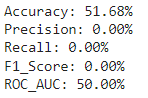 Accuracy: 51.68%
Precision: 0.00%
Recall: 0.00%
F1_Score: 0.00%
ROC_AUC: 50.00%